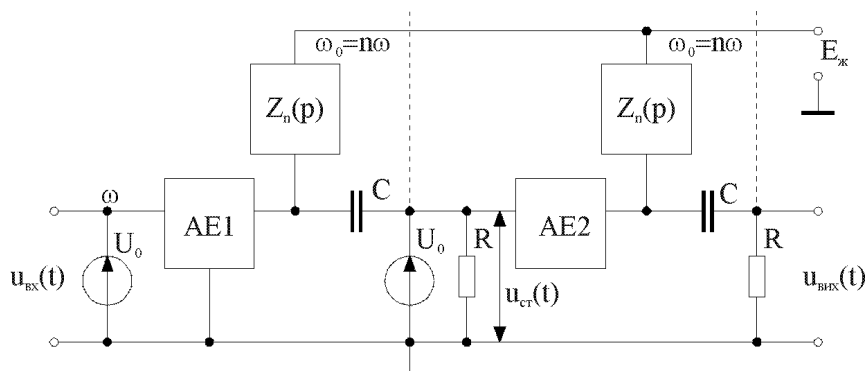 ω₀=nω
ω₀=nω
Eж
Zn(p)
Zn(p)
ω
C
C
AE1
AE2
U₀
U₀
R
R
uвх(t)
uст(t)
uвих(t)